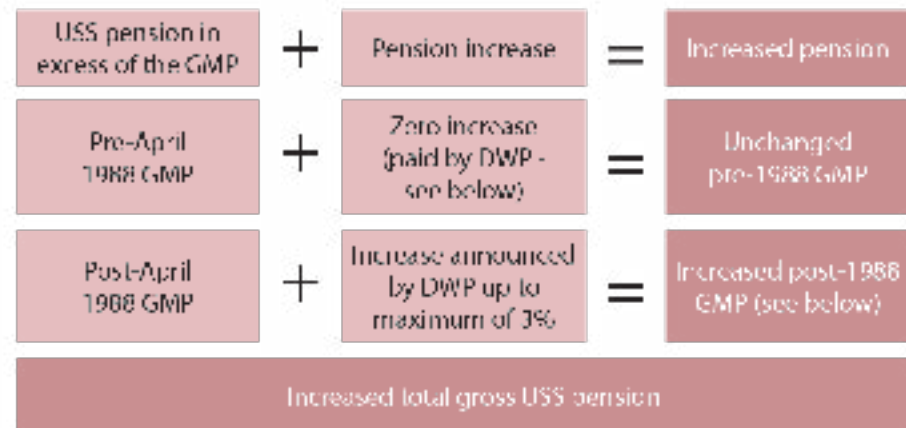 USS pension in
excess of the GMP
+
Pension increase
=
Increased pension
Pre-April
1988 GMP
+
Zero increase
(paid by DWP -
see below)
=
Unchanged
pre-1988 GMP
Post-April
1988 GMP
+
Increase announced
by DWP up to
maximum of 3%
=
Increased post-1988
GMP (see below)
Increased total gross USS pension